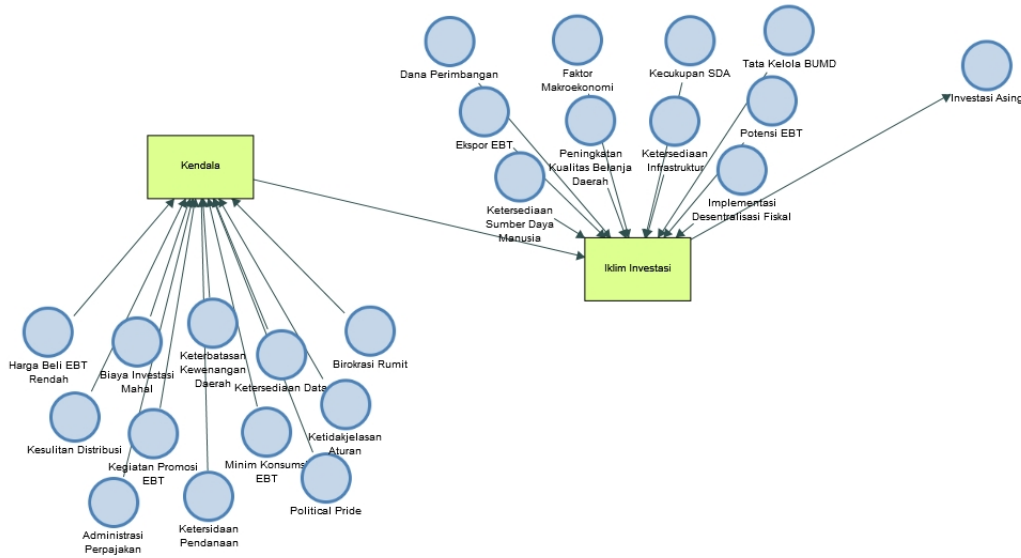 Dana Perimbangan
Faktor
Makroekonomi
Kecukupan SDA
Tata Kelola BUMD
Investasi Asing
Ekspor EBT
Peningkatan
Kualitas Belanja
Daerah
Ketersediaan
Infrastruktur
Potensi EBT
Ketersediaan
Sumber Daya
Manusia
Implementasi
Desentralisasi Fiskal
Kendala
Iklim Investasi
Harga Beli EBT
Rendah
Biaya Investasi
Mahal
Keterbatasan
Kewenangan
Daerah
Ketersediaan Data
Birokrasi Rumit
Kesulitan Distribusi
Kegiatan Promosi
EBT
Minim Konsumsi
EBT
Ketidakjelasan
Aturan
Administrasi
Perpajakan
Ketersidaan
Pendanaan
Political Pride